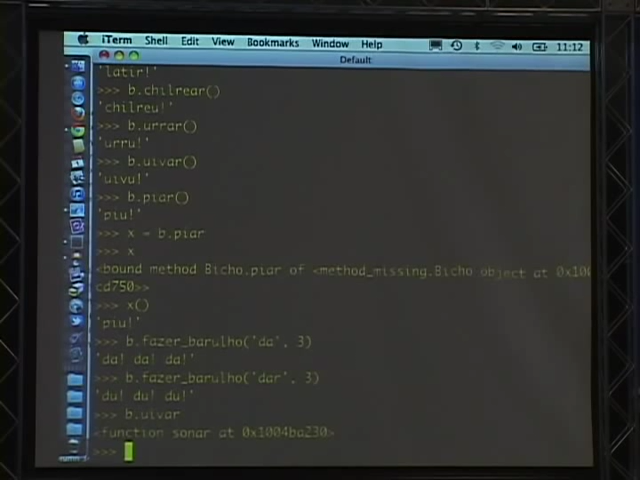 iTerm Shell Edit View Bookmarks Window Help 11:12
Default
'latir!'
>>> b.chilrear()
'chilreu!'
>>> b.urrar()
'urru!'
>>> b.uivar()
'uivu!'
>>> b.piar()
'piu!'
>>> x = b.piar
>>> x
<bound method Bicho.piar of <method_missing.Bicho object at 0x100
cd750>>
>>> x()
'piu!'
>>> b.fazer_barulho('da', 3)
'da! da! da!'
>>> b.fazer_barulho('dar', 3)
'du! du! du!'
>>> b.uivar
<function sonar at 0x1004ba230>
>>>